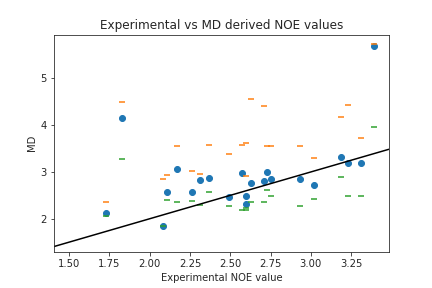 Experimental vs MD derived NOE values
5
4
3
2
MD
1.50 1.75 2.00 2.25 2.50 2.75 3.00 3.25
Experimental NOE value